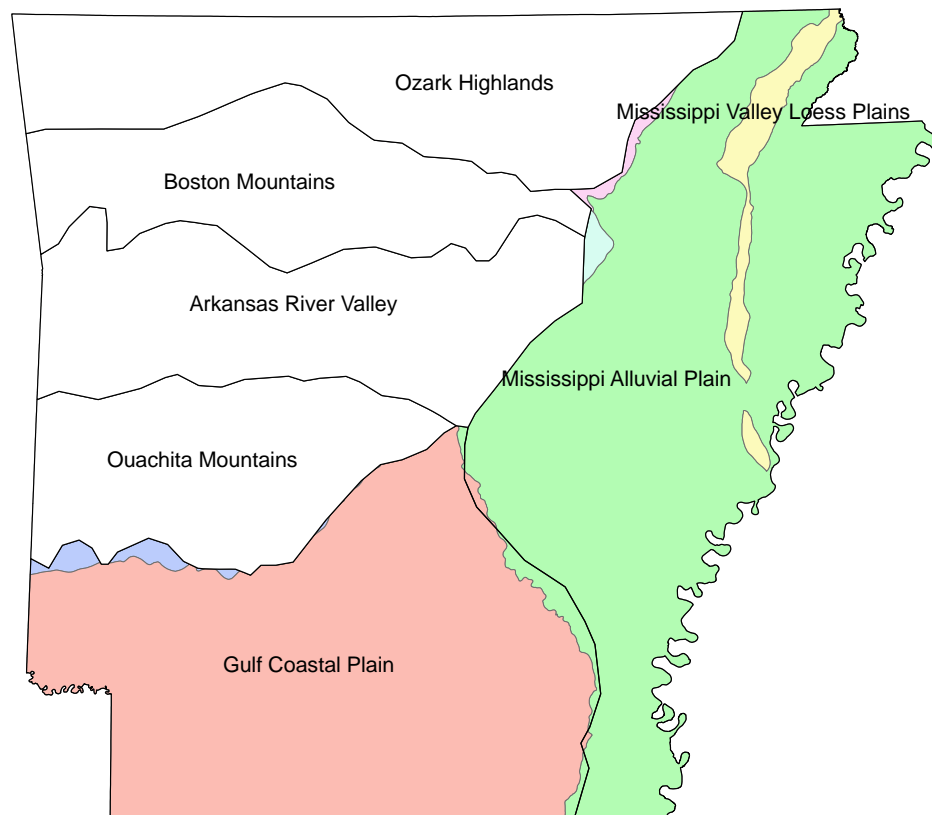 Ozark Highlands
Mississippi Valley Loess Plains
Boston Mountains
Arkansas River Valley
Mississippi Alluvial Plain
Ouachita Mountains
Gulf Coastal Plain